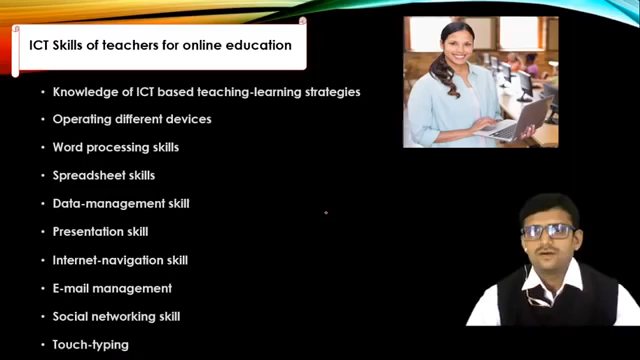 ICT Skills of teachers for online education
• Knowledge of ICT based teaching-learning strategies
• Operating different devices
• Word processing skills
• Spreadsheet skills
• Data-management skill
• Presentation skill
• Internet-navigation skill
• E-mail management
• Social networking skill
• Touch-typing